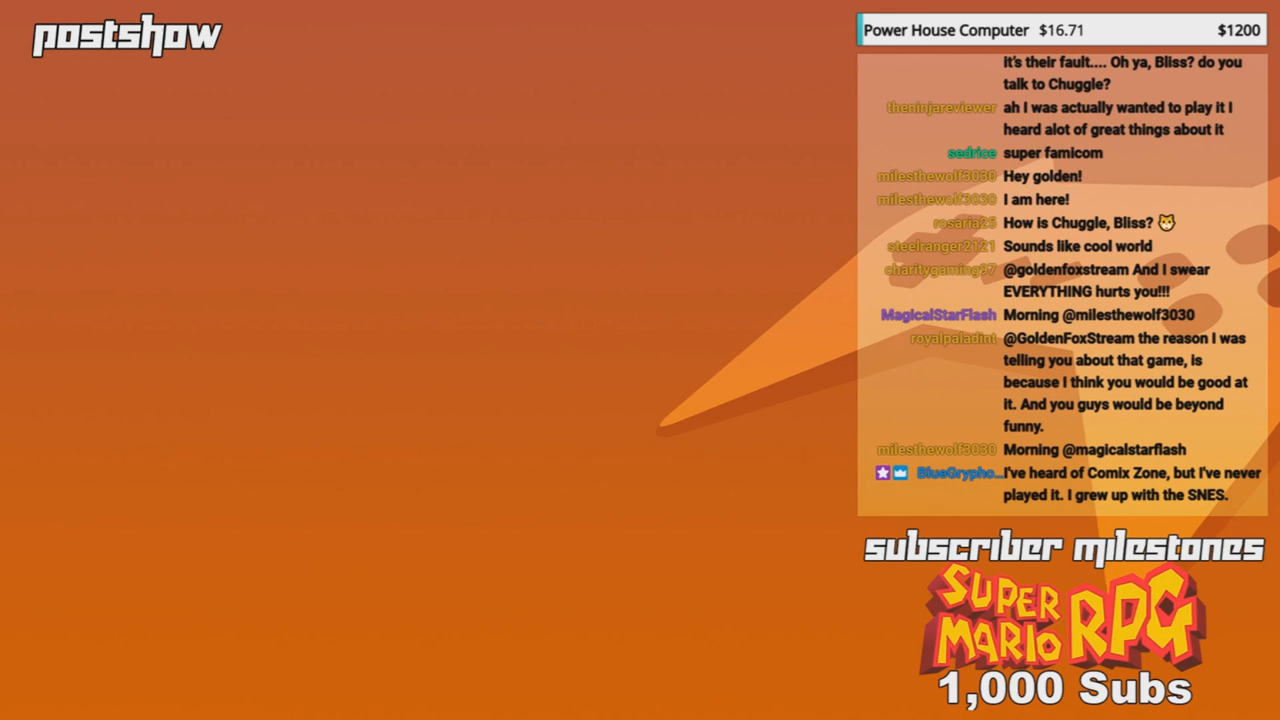 postshow
Power House Computer $16.71 $1200
it's their fault.... Oh ya, Bliss? do you
talk to Chuggle?
theninjareviewer ah I was actually wanted to play it I
heard alot of great things about it
sedrice super famicom
milesthewolf3030 Hey golden!
milesthewolf3030 I am here!
rosaria25 How is Chuggle, Bliss? 🐯
steelranger2121 Sounds like cool world
charitygaming97 @goldenfoxstream And I swear
EVERYTHING hurts you!!!
MagicalStarFlash Morning @milesthewolf3030
royalpaladint @GoldenFoxStream the reason I was
telling you about that game, is
because I think you would be good at
it. And you guys would be beyond
funny.
milesthewolf3030 Morning @magicalstarflash
BlueGrypho... I've heard of Comix Zone, but I've never
played it. I grew up with the SNES.
subscriber milestones
SUPER
MARIO RPG
1,000 Subs